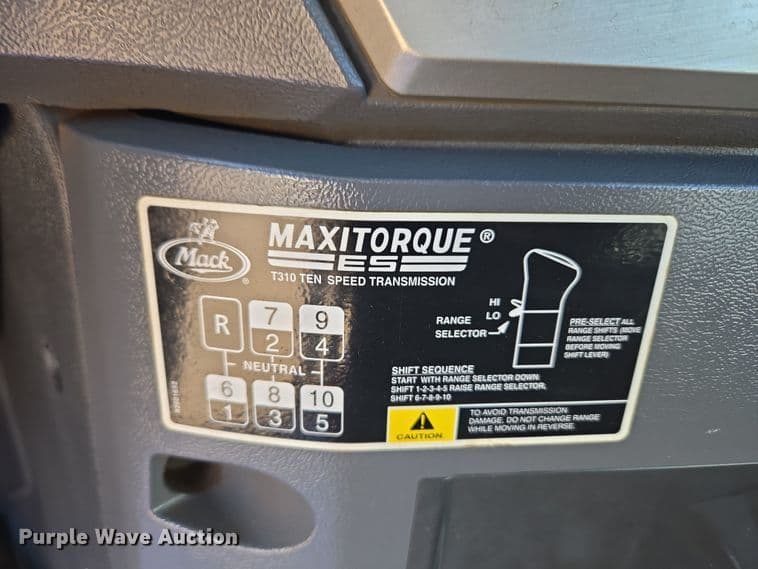 Mack ®
MAXITORQUE ®
ES
T310 TEN SPEED TRANSMISSION
R 7 9
2 4
NEUTRAL
6 8 10
1 3 5
HI
LO
RANGE
SELECTOR
PRE-SELECT ALL
RANGE SHIFTS (MOVE
RANGE SELECTOR
BEFORE MOVING
SHIFT LEVER)
SHIFT SEQUENCE
START WITH RANGE SELECTOR DOWN.
SHIFT 1-2-3-4-5 RAISE RANGE SELECTOR,
SHIFT 6-7-8-9-10
CAUTION
TO AVOID TRANSMISSION
DAMAGE, DO NOT CHANGE RANGE
WHILE MOVING IN REVERSE.
Purple Wave Auction